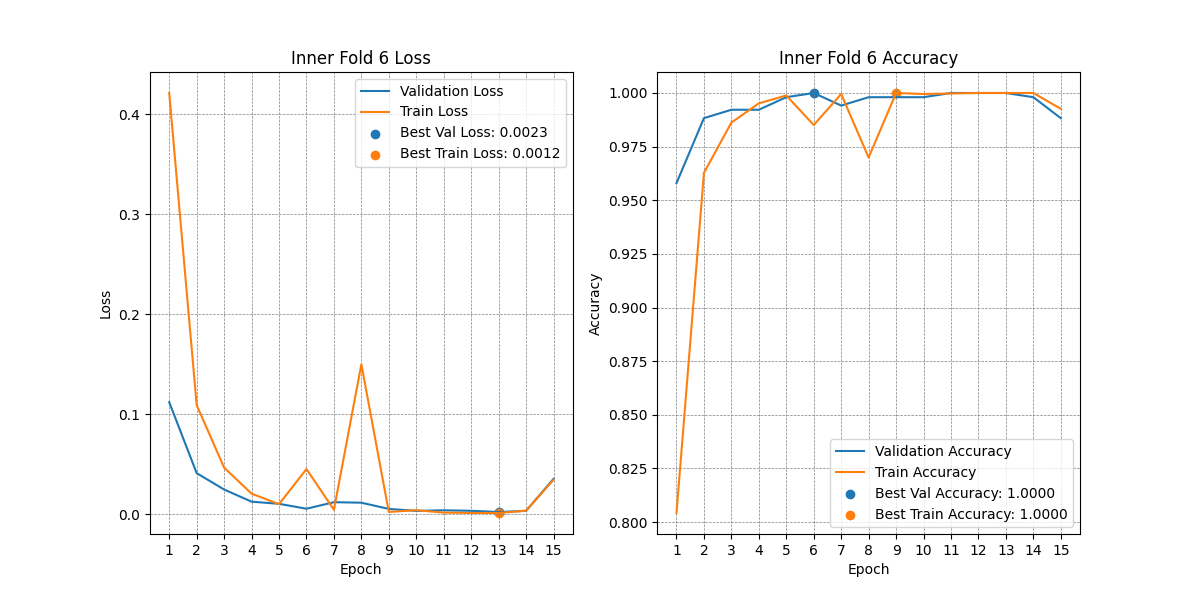 Inner Fold 6 Loss
Validation Loss
Train Loss
Best Val Loss: 0.0023
Best Train Loss: 0.0012
0.4
0.3
0.2
0.1
0.0
Loss
1 2 3 4 5 6 7 8 9 10 11 12 13 14 15
Epoch
Inner Fold 6 Accuracy
1.000
0.975
0.950
0.925
0.900
0.875
0.850
0.825
0.800
Accuracy
Validation Accuracy
Train Accuracy
Best Val Accuracy: 1.0000
Best Train Accuracy: 1.0000
1 2 3 4 5 6 7 8 9 10 11 12 13 14 15
Epoch